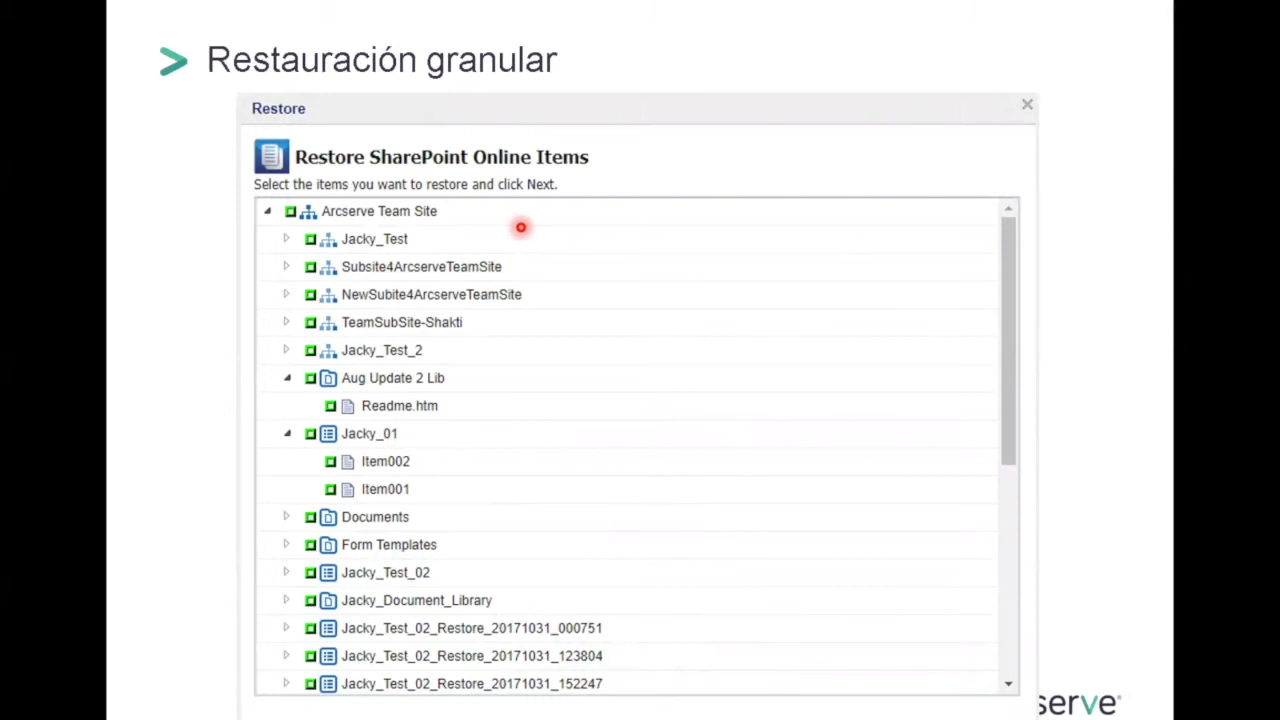 Restauración granular
Restore
Restore SharePoint Online Items
Select the items you want to restore and click Next.
Arcserve Team Site
Jacky_Test
Subsite4ArcserveTeamSite
NewSubite4ArcserveTeamSite
TeamSubSite-Shakti
Jacky_Test_2
Aug Update 2 Lib
Readme.htm
Jacky_01
Item002
Item001
Documents
Form Templates
Jacky_Test_02
Jacky_Document_Library
Jacky_Test_02_Restore_20171031_000751
Jacky_Test_02_Restore_20171031_123804
Jacky_Test_02_Restore_20171031_152247
serve